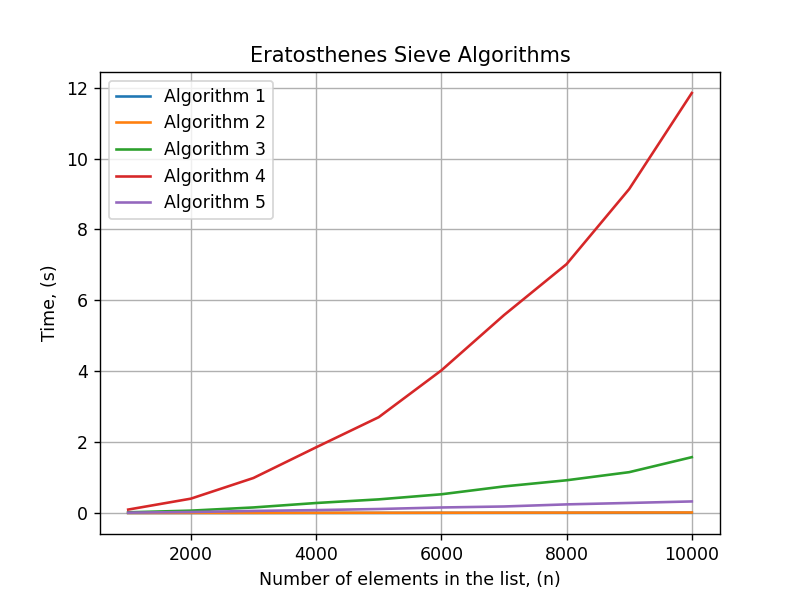 Eratosthenes Sieve Algorithms
Algorithm 1
Algorithm 2
Algorithm 3
Algorithm 4
Algorithm 5
12
10
8
6
4
2
0
Time, (s)
2000 4000 6000 8000 10000
Number of elements in the list, (n)